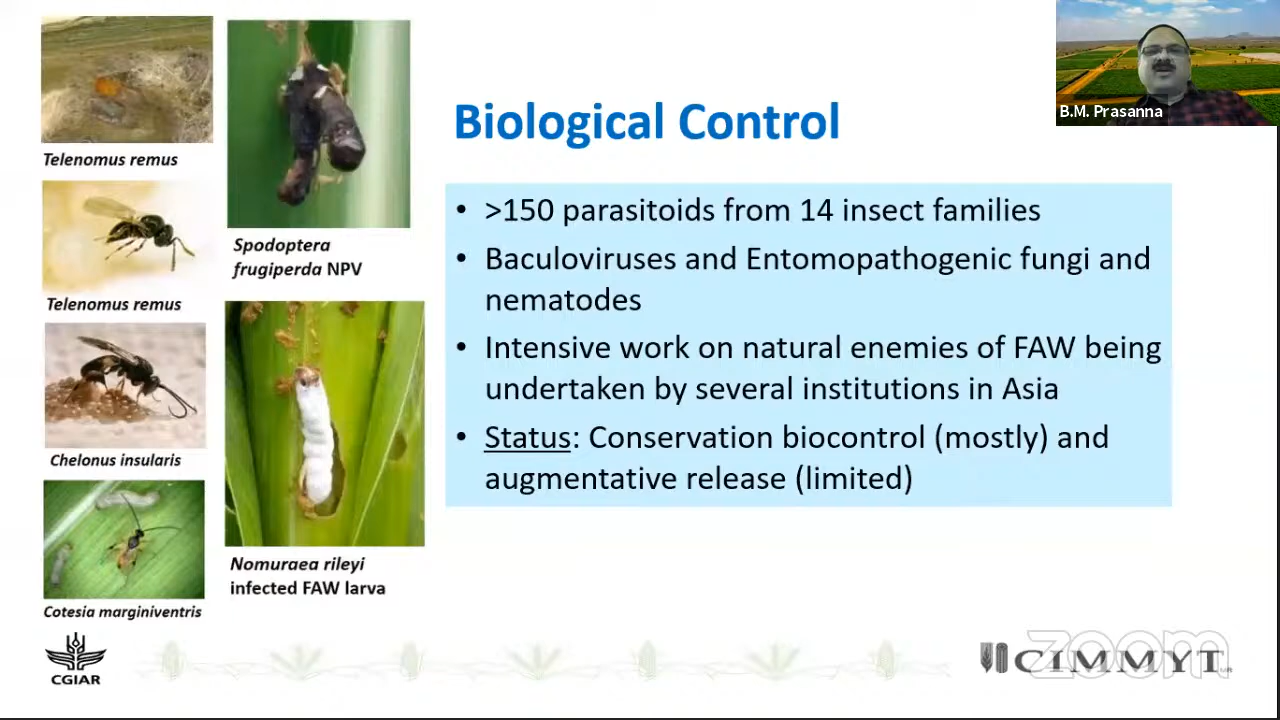 Telenomus remus
Telenomus remus
Chelonus insularis
Cotesia marginiventris
Spodoptera
frugiperda NPV
Nomuraea rileyi
infected FAW larva
Biological Control
• >150 parasitoids from 14 insect families
• Baculoviruses and Entomopathogenic fungi and
nematodes
• Intensive work on natural enemies of FAW being
undertaken by several institutions in Asia
• Status: Conservation biocontrol (mostly) and
augmentative release (limited)
B.M. Prasanna
CGIAR
CIMMYT
zoom